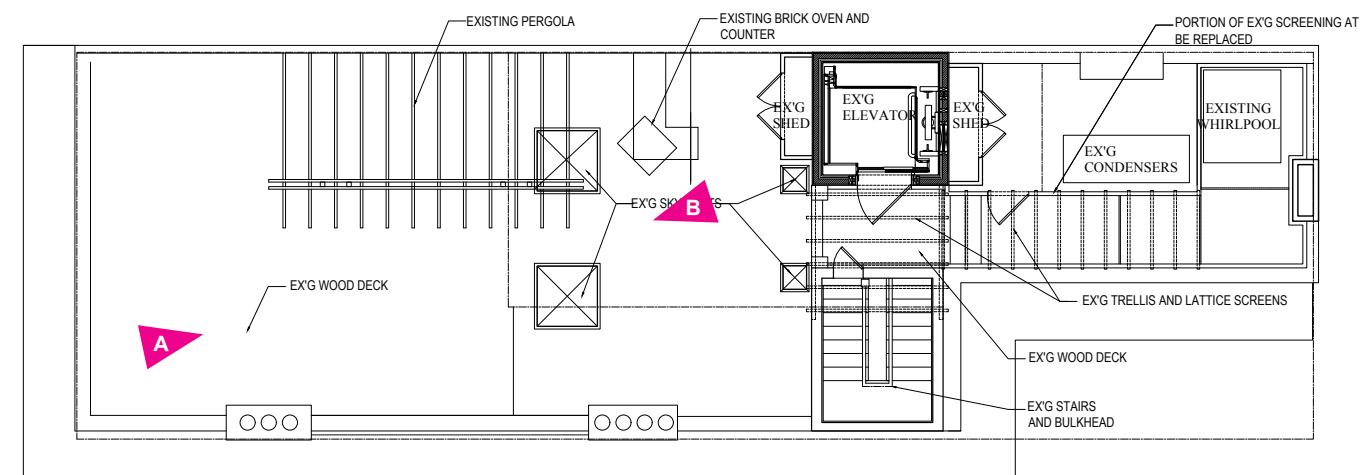 EXISTING PERGOLA
EXISTING BRICK OVEN AND
COUNTER
PORTION OF EX'G SCREENING AT
BE REPLACED
EX'G
SHED
EX'G
ELEVATOR
EX'G
SHED
EXISTING
WHIRLPOOL
EX'G
CONDENSERS
B
EX'G WOOD DECK
A
EX'G TRELLIS AND LATTICE SCREENS
EX'G WOOD DECK
EX'G STAIRS
AND BULKHEAD